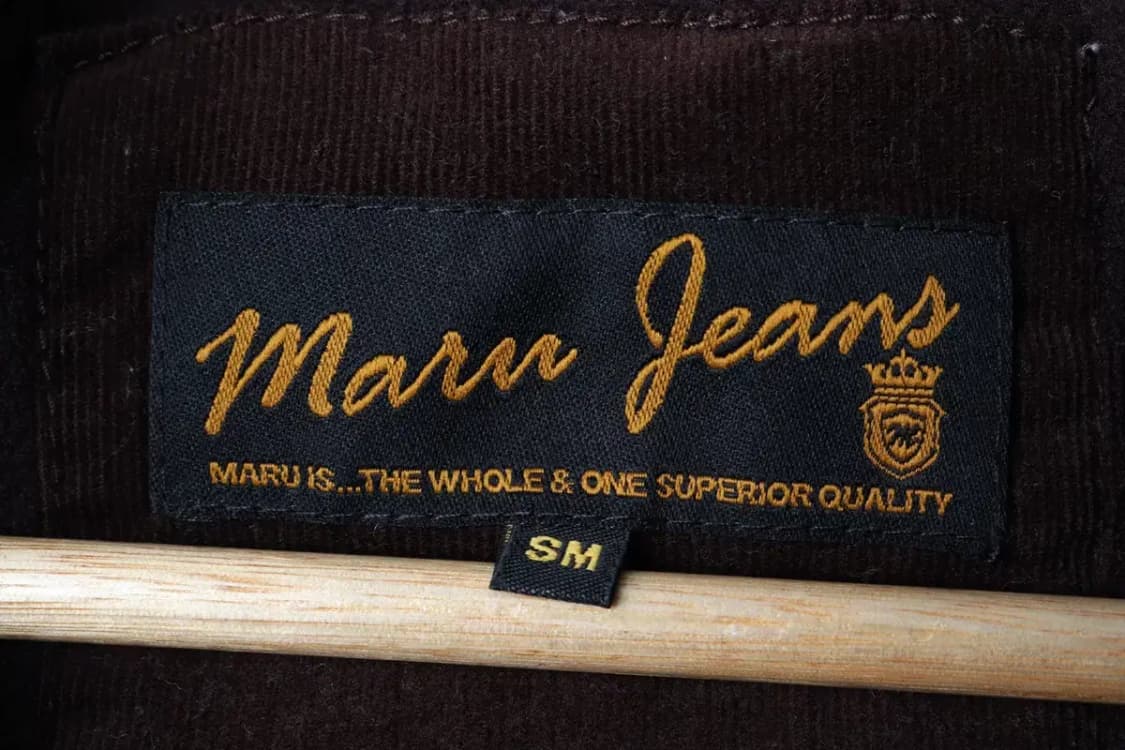 Maru Jeans
MARU IS...THE WHOLE & ONE SUPERIOR QUALITY
SM